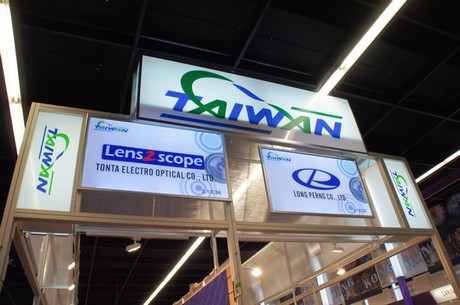 TAIWAN
TAIWAN
TAIWAN
Lens2scope
TONTA ELECTRO OPTICAL CO., LTD.
TAIWAN
LONG PERNG CO., LTD.
TAIWAN